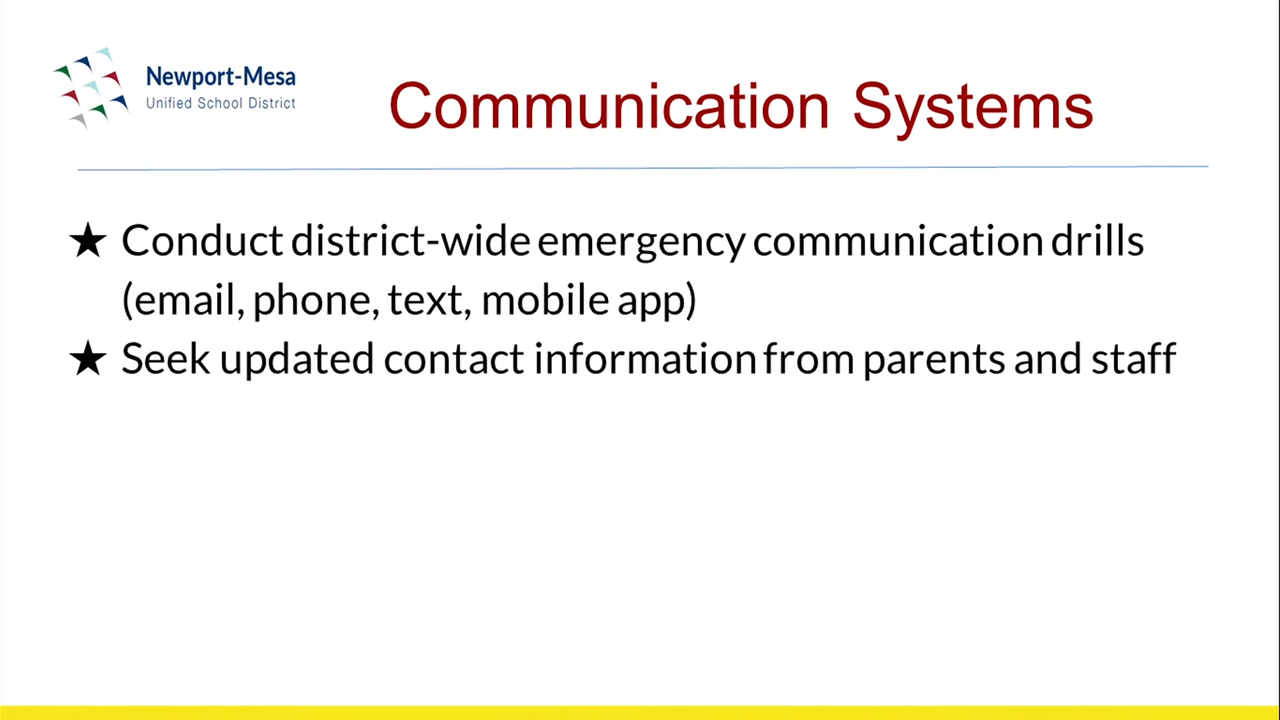 Newport-Mesa
Unified School District
Communication Systems
★ Conduct district-wide emergency communication drills
(email, phone, text, mobile app)
★ Seek updated contact information from parents and staff